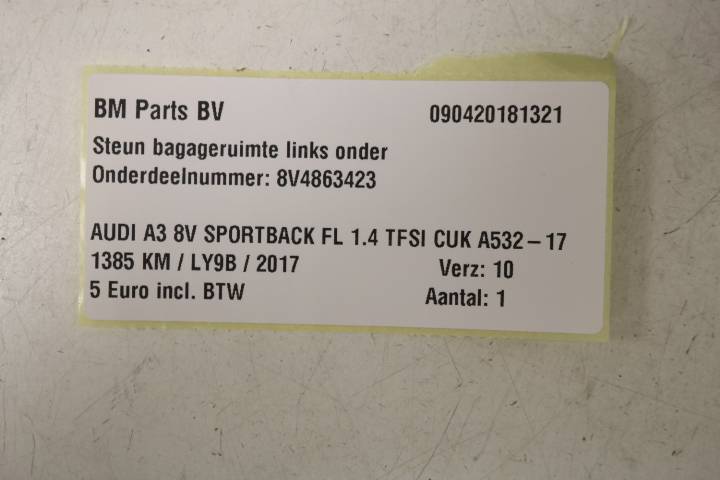 BM Parts BV 090420181321
Steun bagageruimte links onder
Onderdeelnummer: 8V4863423
AUDI A3 8V SPORTBACK FL 1.4 TFSI CUK A532-17
1385 KM / LY9B / 2017 Verz: 10
5 Euro incl. BTW Aantal: 1